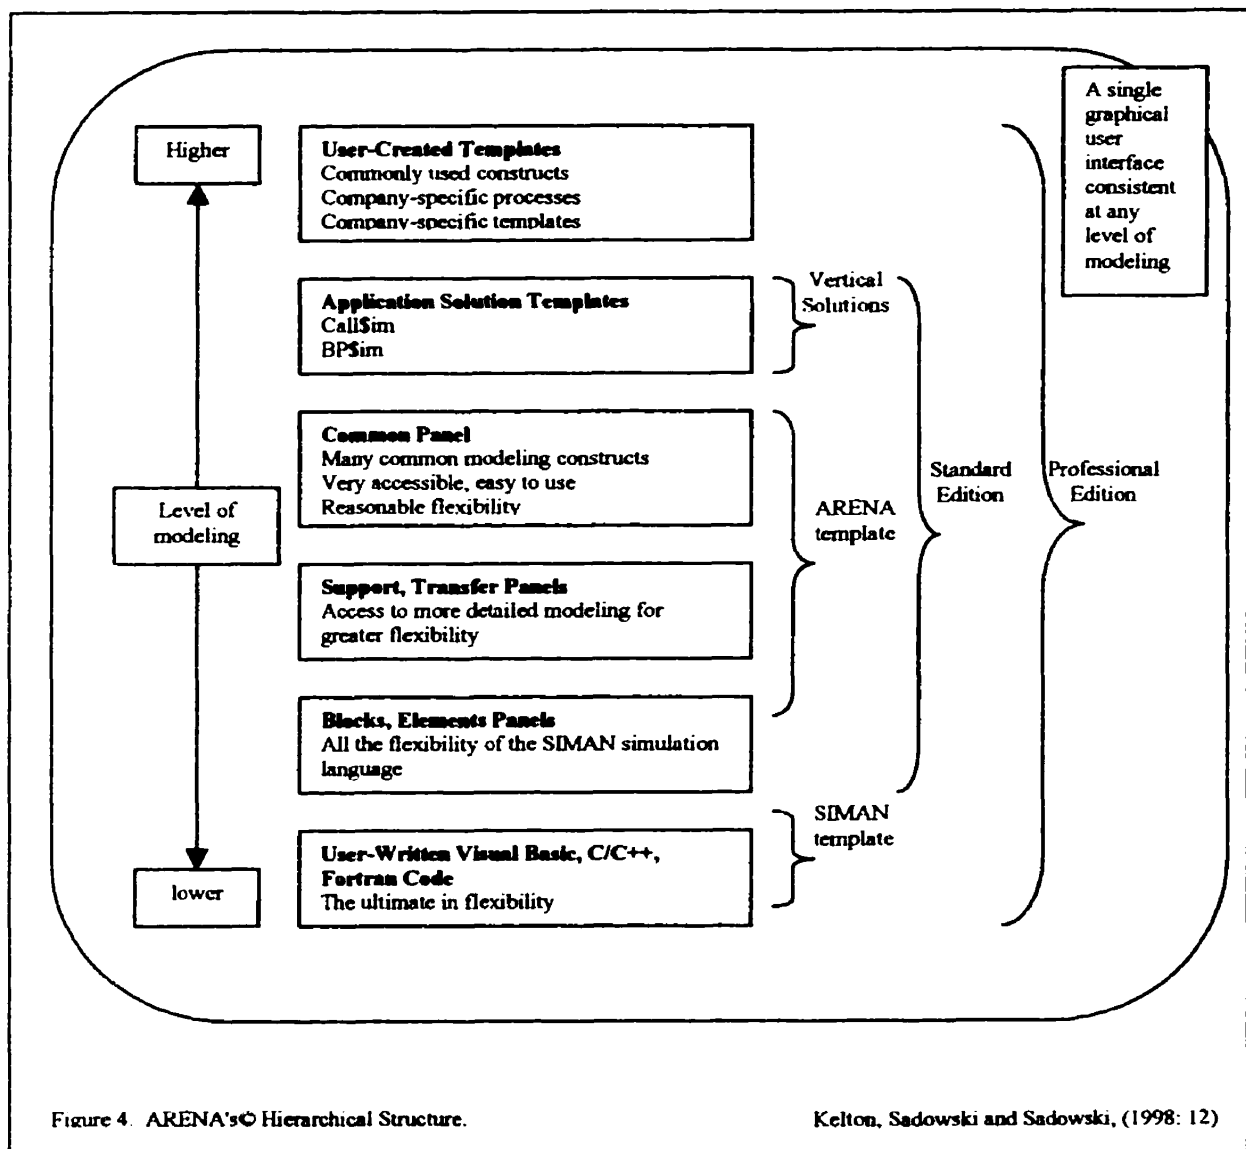 A single
graphical
user
interface
consistent
at any
level of
modeling
Higher
User-Created Templates
Commonly used constructs
Company-specific processes
Company-specific templates
Application Solution Templates
Call$im
BP$im
Vertical
Solutions
Common Panel
Many common modeling constructs
Very accessible, easy to use
Reasonable flexibility
Level of
modeling
ARENA
template
Standard
Edition
Professional
Edition
Support, Transfer Panels
Access to more detailed modeling for
greater flexibility
Blocks, Elements Panels
All the flexibility of the SIMAN simulation
language
SIMAN
template
User-Written Visual Basic, C/C++,
Fortran Code
The ultimate in flexibility
lower
Figure 4. ARENA's© Hierarchical Structure.
Kelton, Sadowski and Sadowski, (1998: 12)